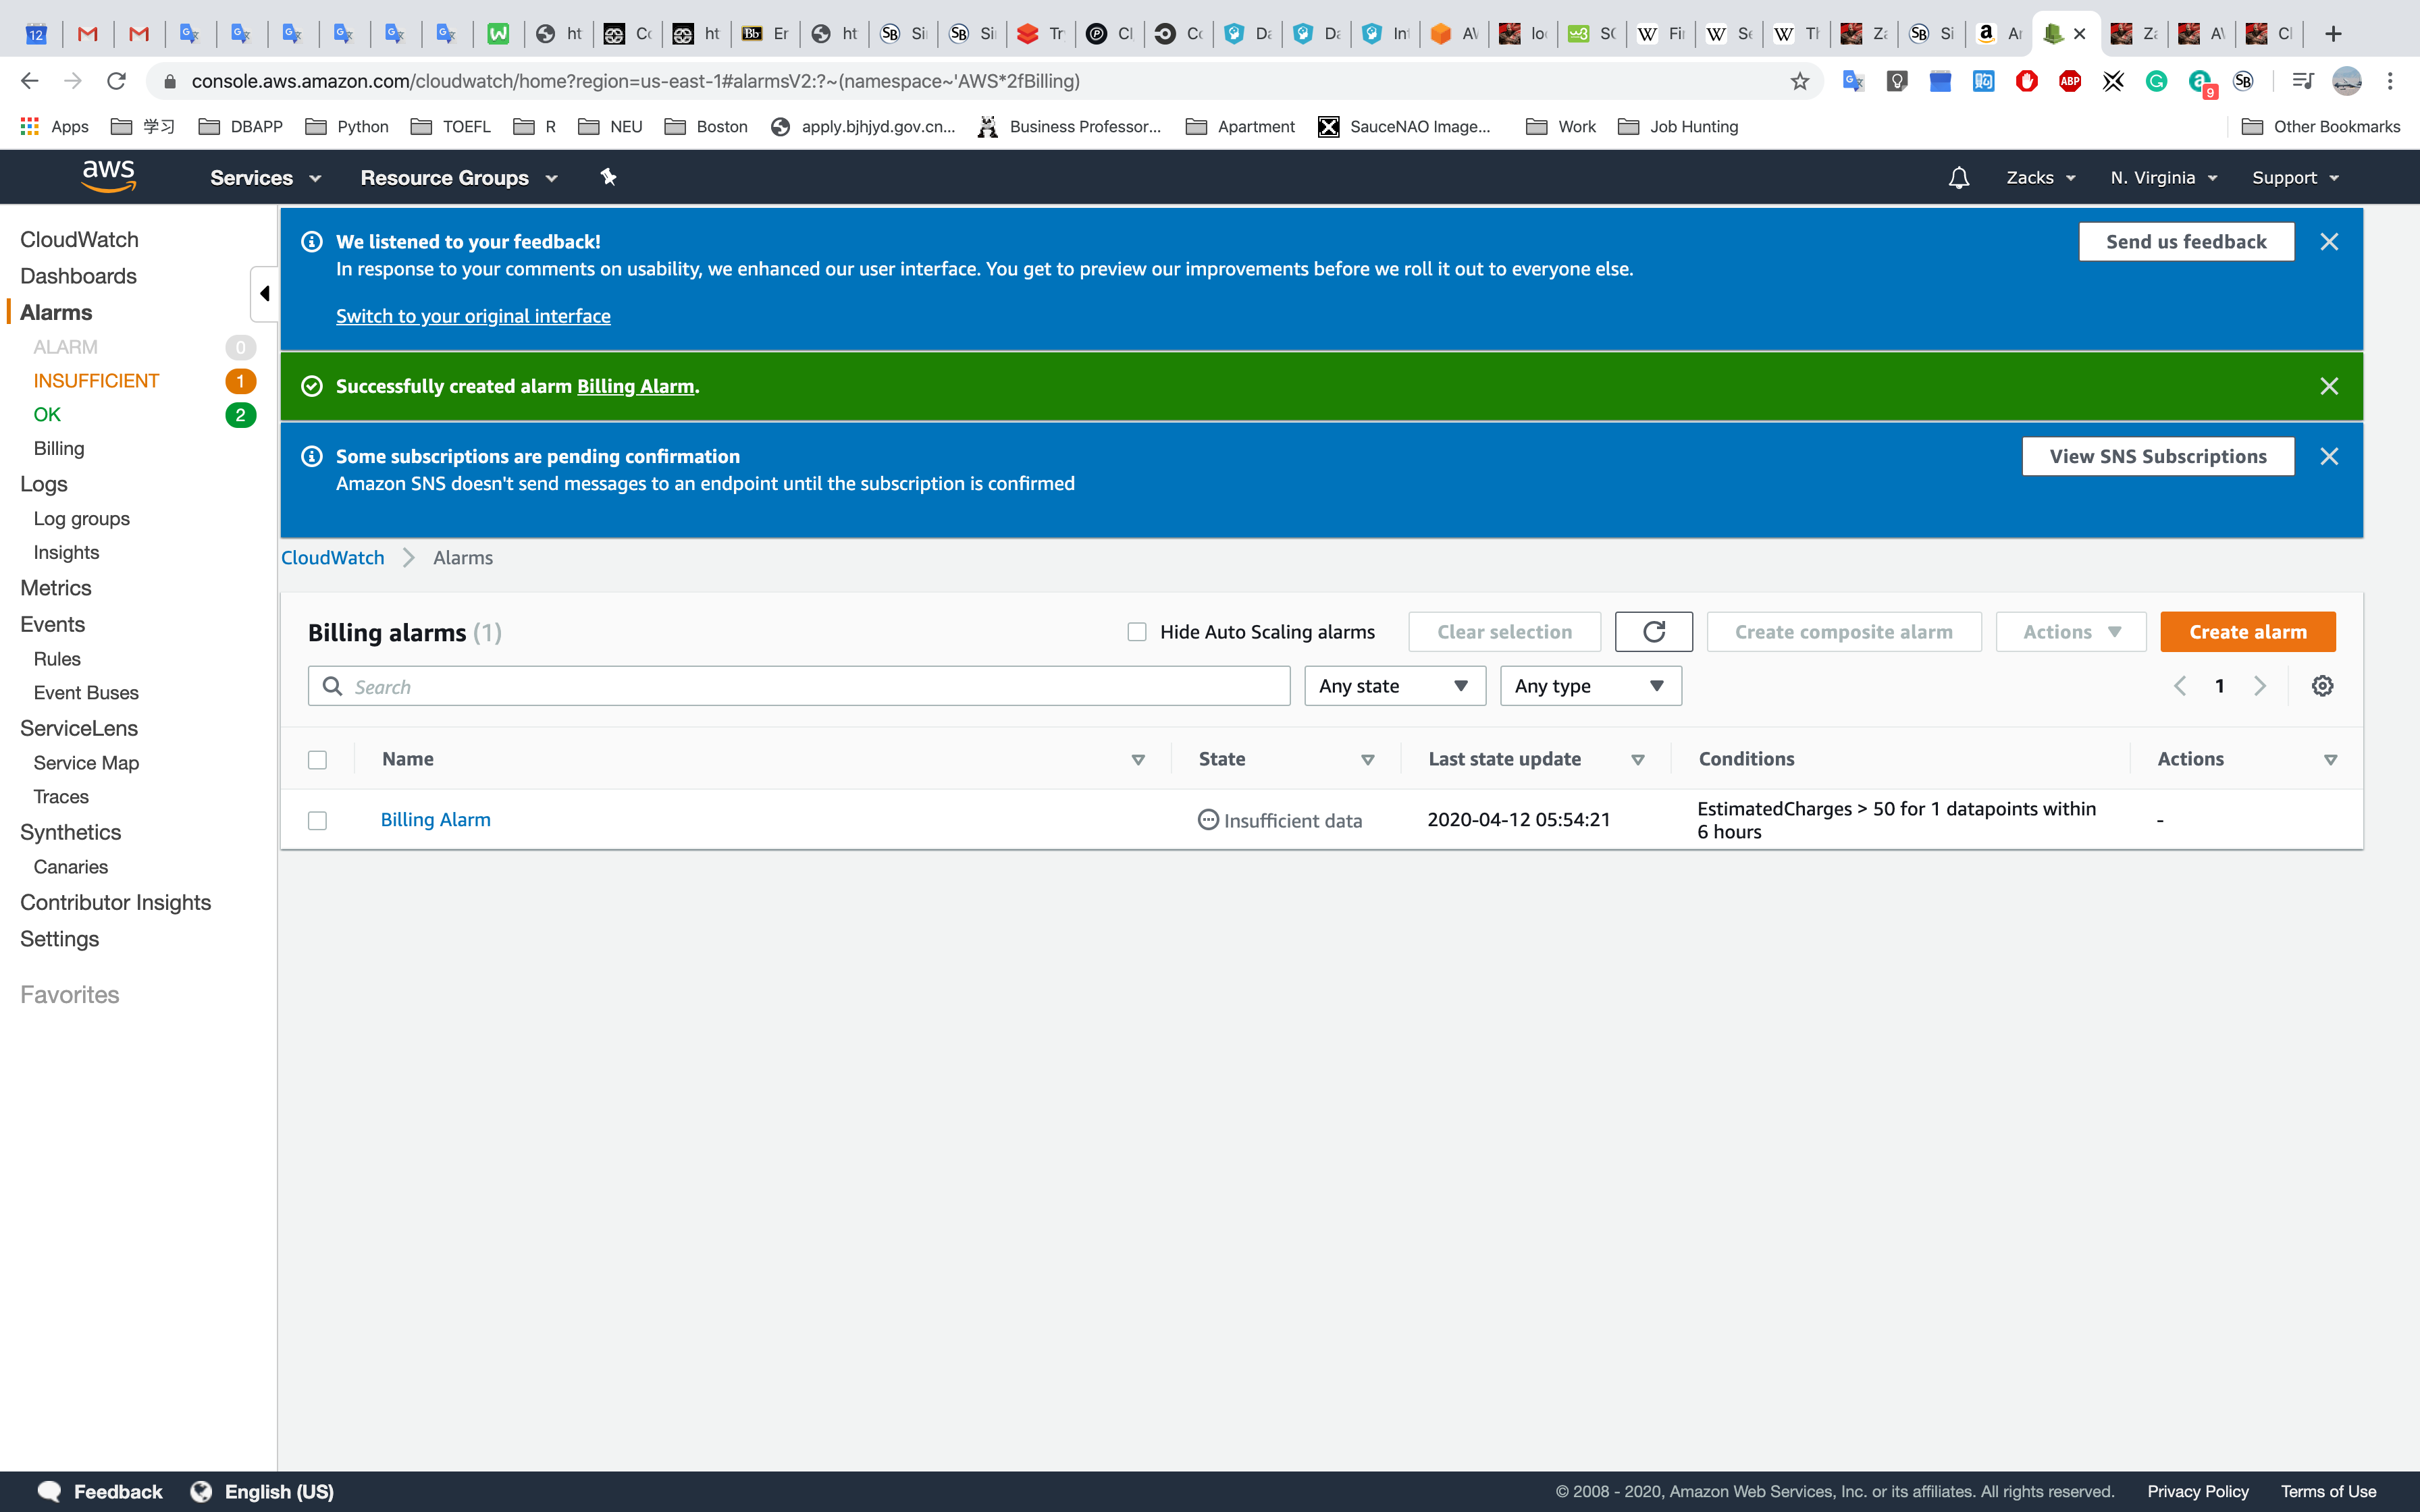 12
ht
Cc
ht
Bb
Er
ht
SB
Si
SB
Si
Tr
Cl
Cc
Da
Da
In
AV
lo
w3
SC
W
Fi
W
Se
W
Tl
Za
SB
Si
a
Ar
Za
A\
Cl
console.aws.amazon.com/cloudwatch/home?region=us-east-1#alarmsV2:?~(namespace~'AWS*2fBilling)
ABP
9
SB
Apps
学习
DBAPP
Python
TOEFL
R
NEU
Boston
apply.bjhjyd.gov.cn...
Business Professor...
Apartment
SauceNAO Image...
Work
Job Hunting
Other Bookmarks
aws
Services
Resource Groups
Zacks
N. Virginia
Support
CloudWatch
Dashboards
Alarms
ALARM 0
INSUFFICIENT 1
OK 2
Billing
Logs
Log groups
Insights
Metrics
Events
Rules
Event Buses
ServiceLens
Service Map
Traces
Synthetics
Canaries
Contributor Insights
Settings
Favorites
We listened to your feedback!
In response to your comments on usability, we enhanced our user interface. You get to preview our improvements before we roll it out to everyone else.
Switch to your original interface
Send us feedback
Successfully created alarm Billing Alarm.
Some subscriptions are pending confirmation
Amazon SNS doesn't send messages to an endpoint until the subscription is confirmed
View SNS Subscriptions
CloudWatch
Alarms
Billing alarms (1)
Hide Auto Scaling alarms
Clear selection
Create composite alarm
Actions
Create alarm
Search
Any state
Any type
1
Name
State
Last state update
Conditions
Actions
Billing Alarm
Insufficient data
2020-04-12 05:54:21
EstimatedCharges > 50 for 1 datapoints within
6 hours
-
Feedback
English (US)
© 2008 - 2020, Amazon Web Services, Inc. or its affiliates. All rights reserved.
Privacy Policy
Terms of Use